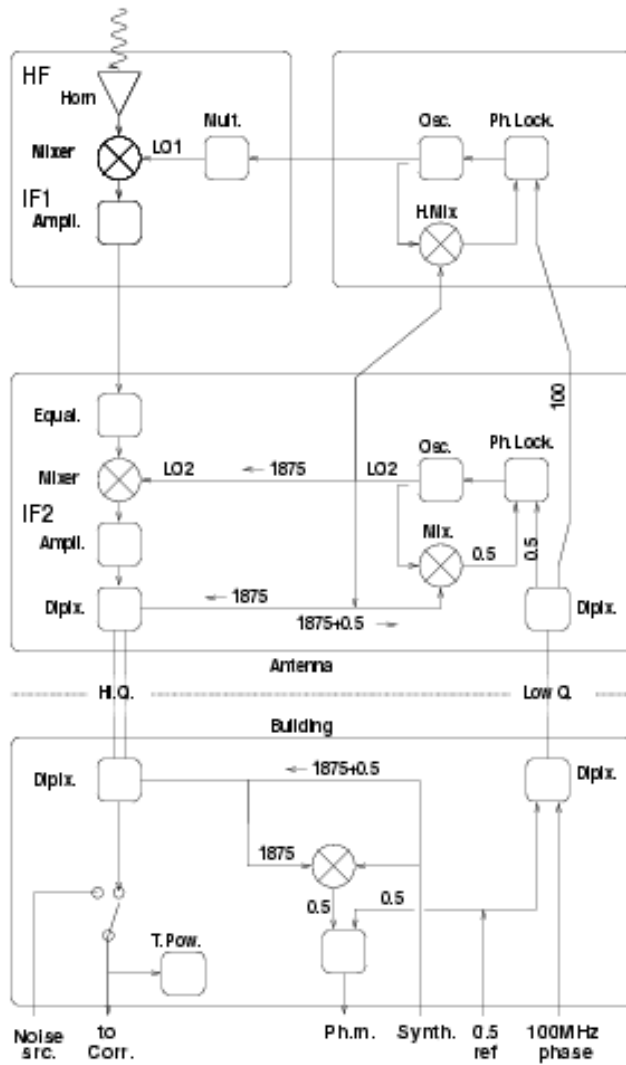 HF
Horn
Mult.
Osc.
Ph.Lock.
Mixer
LO1
IF1
Ampli.
H.Mix
100
Equal.
Osc.
Ph.Lock.
Mixer
LO2
← 1875
LO2
IF2
Mix.
0.5
0.5
Ampli.
Diplx.
← 1875
1875+0.5 →
Diplx.
Antenna
H.Q.
Low Q.
Building
Diplx.
← 1875+0.5
Diplx.
1875
0.5
0.5
T.Pow.
Noise src.
to Corr.
Ph.m.
Synth.
0.5 ref
100MHz phase